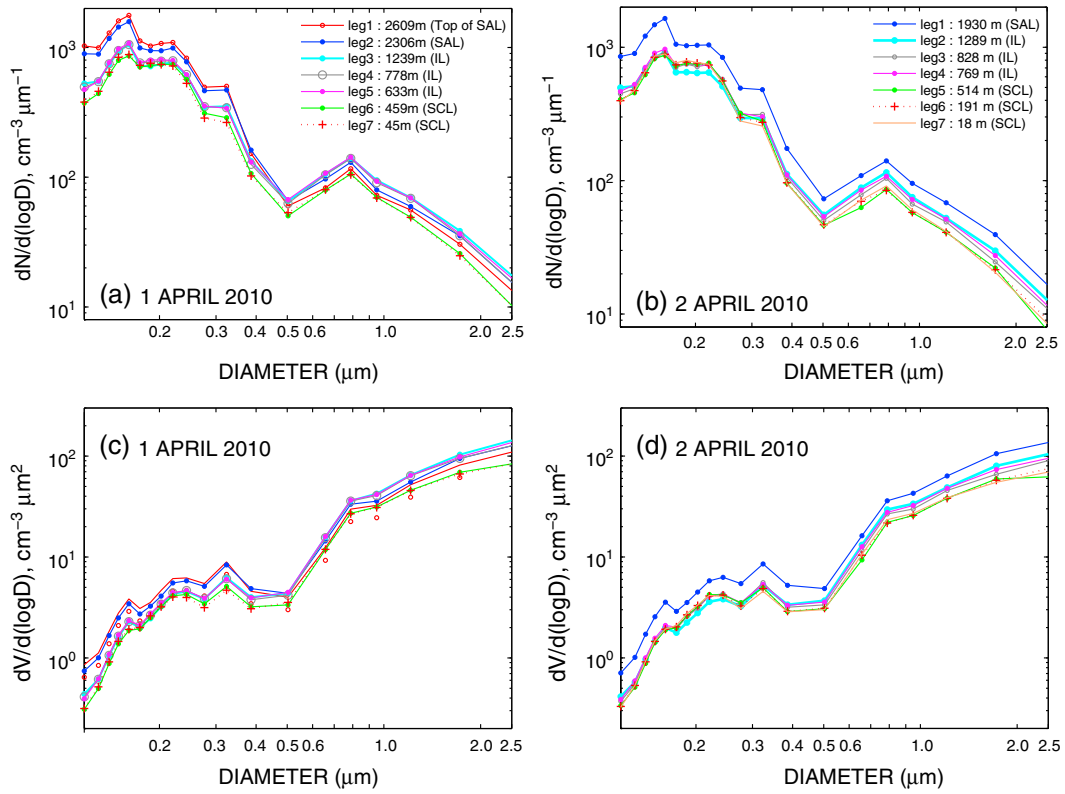 leg1 : 2609m (Top of SAL)
leg2 : 2306m (SAL)
leg3 : 1239m (IL)
leg4 : 778m (IL)
leg5 : 633m (IL)
leg6 : 459m (SCL)
leg7 : 45m (SCL)
10³
10²
10¹
dN/d(logD), cm⁻³ μm⁻¹
(a) 1 APRIL 2010
0.2 0.3 0.4 0.5 0.6 1.0 2.0 2.5
DIAMETER (μm)
leg1 : 1930 m (SAL)
leg2 : 1289 m (IL)
leg3 : 828 m (IL)
leg4 : 769 m (IL)
leg5 : 514 m (SCL)
leg6 : 191 m (SCL)
leg7 : 18 m (SCL)
10³
10²
10¹
dN/d(logD), cm⁻³ μm⁻¹
(b) 2 APRIL 2010
0.2 0.3 0.4 0.5 0.6 1.0 2.0 2.5
DIAMETER (μm)
(c) 1 APRIL 2010
10²
10¹
10⁰
dV/d(logD), cm⁻³ μm²
0.2 0.3 0.4 0.5 0.6 1.0 2.0 2.5
DIAMETER (μm)
(d) 2 APRIL 2010
10²
10¹
10⁰
dV/d(logD), cm⁻³ μm²
0.2 0.3 0.4 0.5 0.6 1.0 2.0 2.5
DIAMETER (μm)